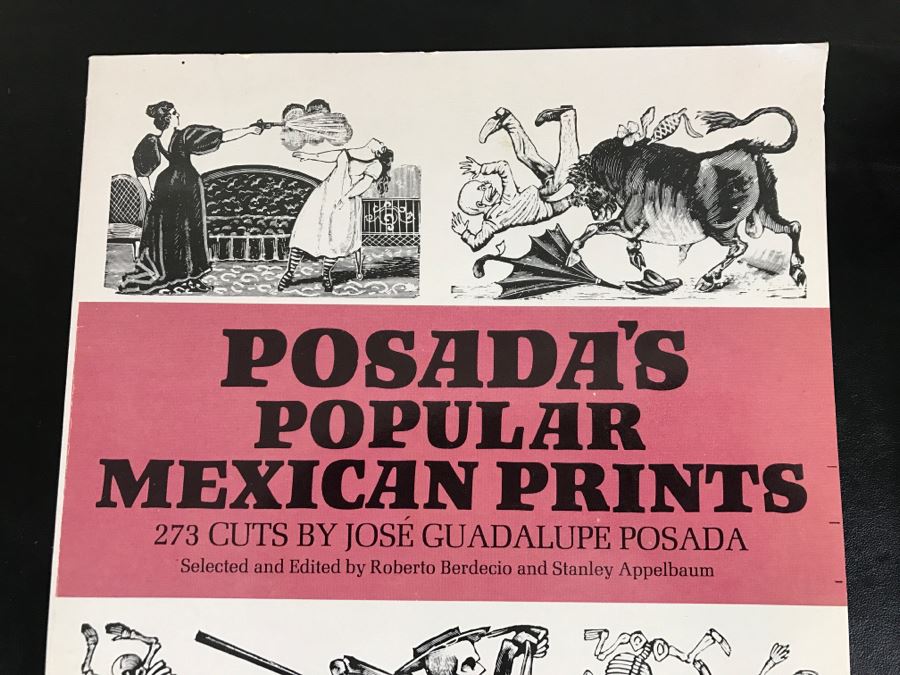 POSADA'S
POPULAR
MEXICAN PRINTS
273 CUTS BY JOSÉ GUADALUPE POSADA
Selected and Edited by Roberto Berdecio and Stanley Appelbaum